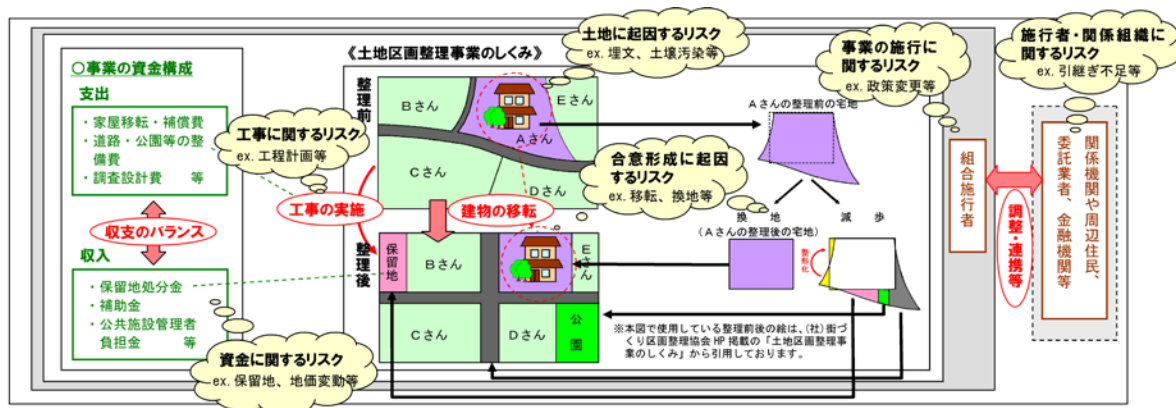 ○事業の資金構成
支出
・家屋移転・補償費
・道路・公園等の整
備費
・調査設計費　等
収支のバランス
収入
・保留地処分金
・補助金
・公共施設管理者
負担金　等
工事に関するリスク
ex. 工程計画等
資金に関するリスク
ex. 保留地、地価変動等
《土地区画整理事業のしくみ》
土地に起因するリスク
ex. 埋文、土壌汚染等
整理前
Bさん
Eさん
Aさん
Cさん
Dさん
工事の実施
建物の移転
合意形成に起因
するリスク
ex. 移転、換地等
整理後
保留地
Bさん
Eさん
Cさん
Dさん
公園
Aさんの整理前の宅地
換　地
減　歩
(Aさんの整理後の宅地)
整形化
※本図で使用している整理前後の絵は、(社)街づ
くり区画整理協会 HP 掲載の「土地区画整理事
業のしくみ」から引用しております。
事業の施行に
関するリスク
ex. 政策変更等
施行者・関係組織に
関するリスク
ex. 引継ぎ不足等
組合施行者
調整・連携等
関係機関や周辺住民、
委託業者、金融機関等